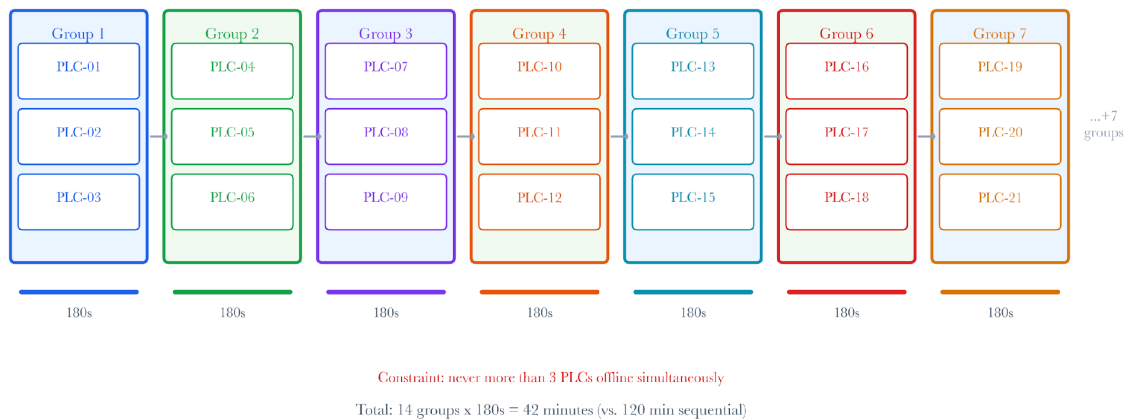 Group 1
PLC-01
PLC-02
PLC-03
180s
Group 2
PLC-04
PLC-05
PLC-06
180s
Group 3
PLC-07
PLC-08
PLC-09
180s
Group 4
PLC-10
PLC-11
PLC-12
180s
Group 5
PLC-13
PLC-14
PLC-15
180s
Group 6
PLC-16
PLC-17
PLC-18
180s
Group 7
PLC-19
PLC-20
PLC-21
180s
...+7
groups
Constraint: never more than 3 PLCs offline simultaneously
Total: 14 groups x 180s = 42 minutes (vs. 120 min sequential)